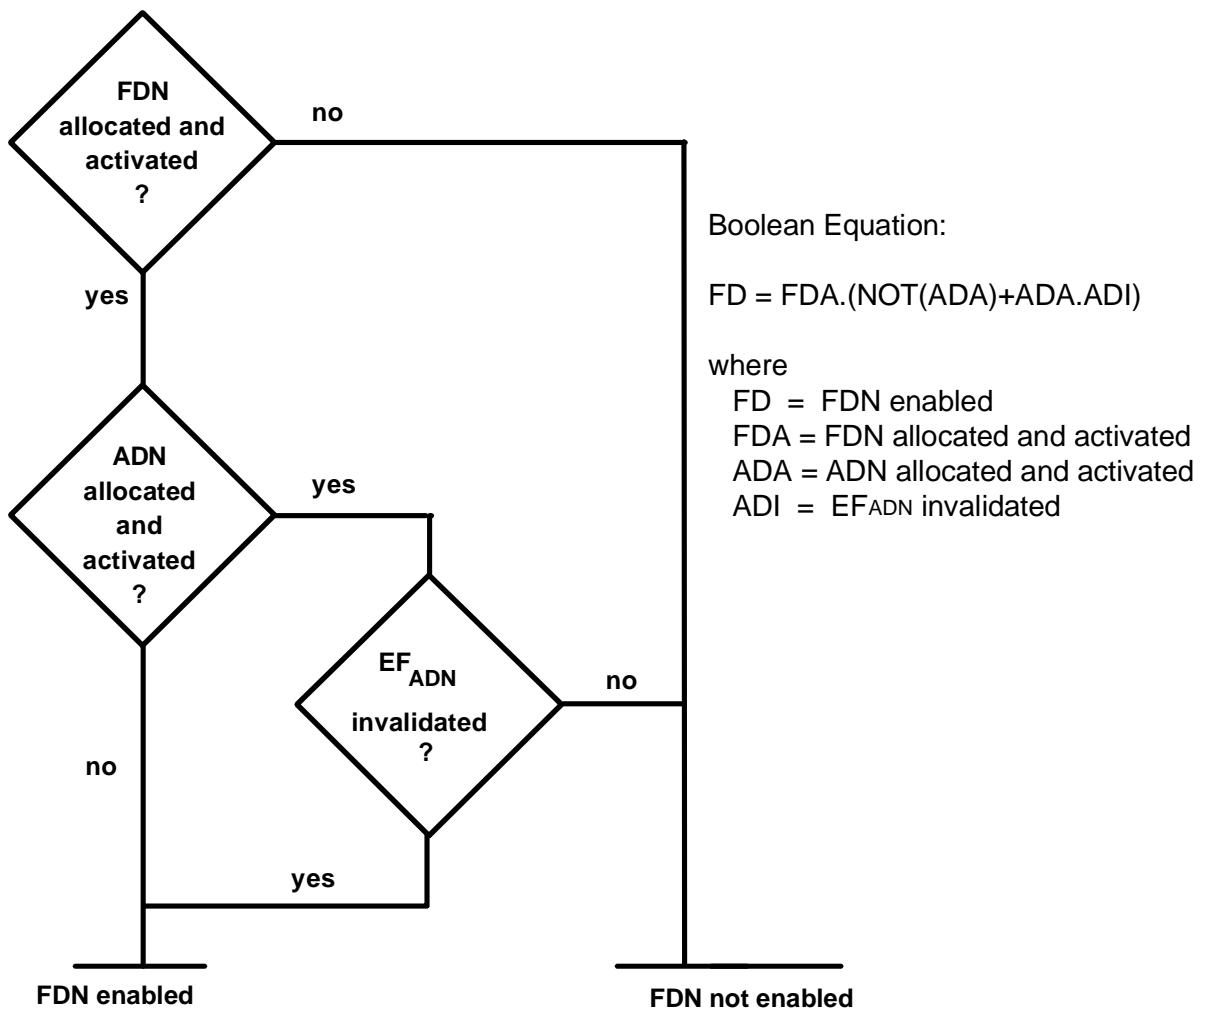 FDN
allocated and
activated
?
no
yes
Boolean Equation:
FD = FDA.(NOT(ADA)+ADA.ADI)
where
FD = FDN enabled
FDA = FDN allocated and activated
ADA = ADN allocated and activated
ADI = EFADN invalidated
ADN
allocated
and
activated
?
yes
EFADN
invalidated
?
no
no
yes
FDN enabled
FDN not enabled